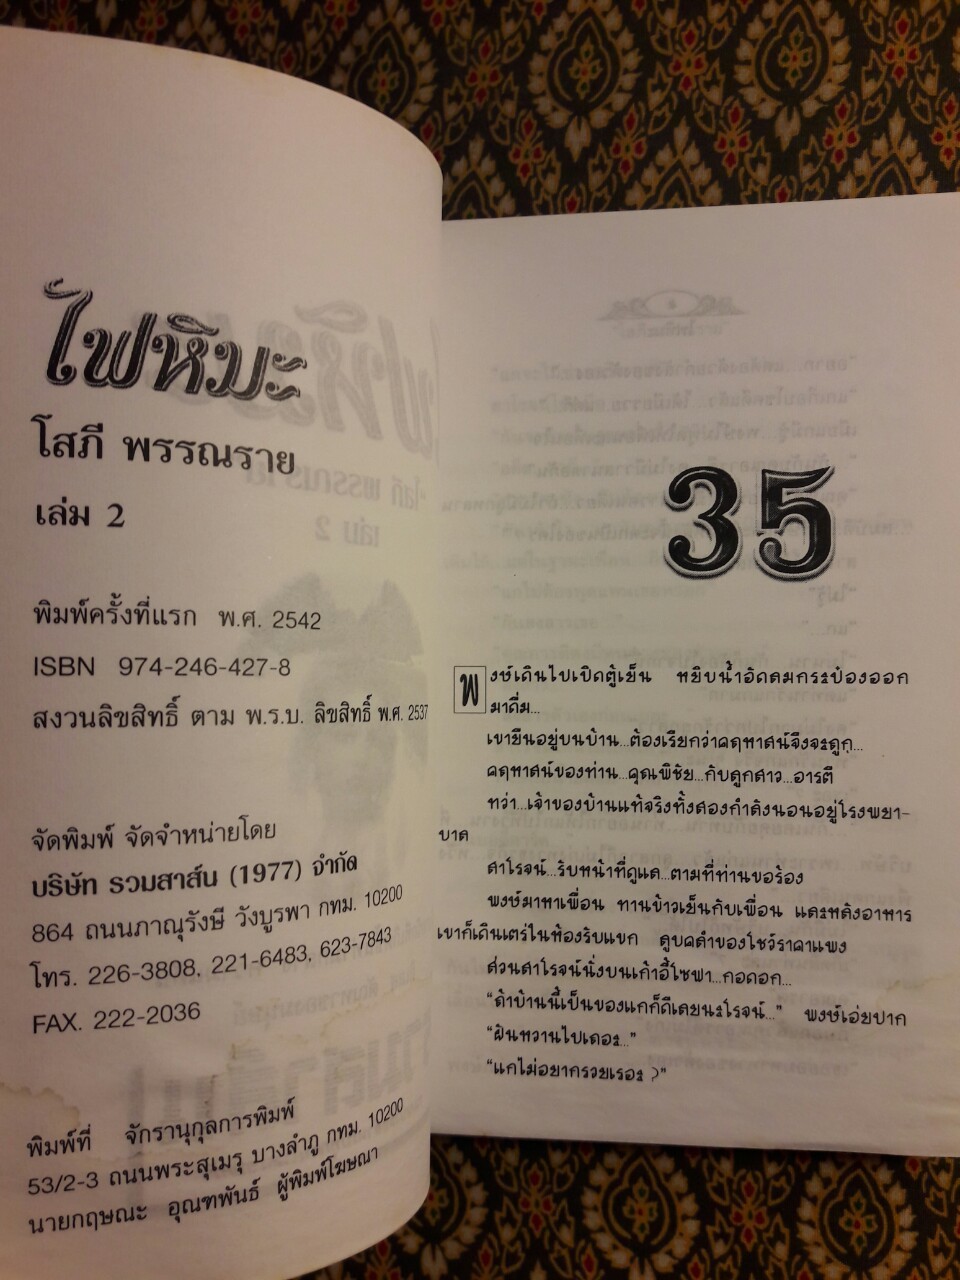 ไฟหิมะ
โสภี พรรณราย
เล่ม 2
พิมพ์ครั้งที่แรก พ.ศ. 2542
ISBN 974-246-427-8
สงวนลิขสิทธิ์ ตาม พ.ร.บ. ลิขสิทธิ์ พ.ศ. 2537
จัดพิมพ์ จัดจำหน่ายโดย
บริษัท รวมสาส์น (1977) จำกัด
864 ถนนภาณุรังษี วังบูรพา กทม. 10200
โทร. 226-3808, 221-6483, 623-7843
FAX. 222-2036
พิมพ์ที่ จักรานุกูลการพิมพ์
53/2-3 ถนนพระสุเมรุ บางลำภู กทม. 10200
นายกฤษณะ อุณฑพันธ์ ผู้พิมพ์โฆษณา
35
พงษ์เดินไปเปิดตู้เย็น หยิบน้ำอัดลมกระป๋องออก
มาดื่ม...
เขายืนอยู่บนบ้าน...ต้องเรียกว่าคฤหาสน์จึงจะถูก...
คฤหาสน์ของท่าน...คุณพิชัย...กับลูกสาว...อารตี
ทว่า...เจ้าของบ้านแท้จริงทั้งสองกำลังนอนอยู่โรงพยา-
บาล
สาโรจน์...รับหน้าที่ดูแล...ตามที่ท่านขอร้อง
พงษ์มาหาเพื่อน ทานข้าวเย็นกับเพื่อน และหลังอาหาร
เขาก็เดินเตร่ในห้องรับแขก ลูบคลำของโชว์ราคาแพง
ส่วนสาโรจน์นั่งบนเก้าอี้โซฟา...กอดอก...
“ถ้าบ้านนี้เป็นของแกก็ดีเลยนะโรจน์...” พงษ์เอ่ยปาก
“ฝันหวานไปเถอะ...”
“แกไม่อยากรวยเรอะ ?”